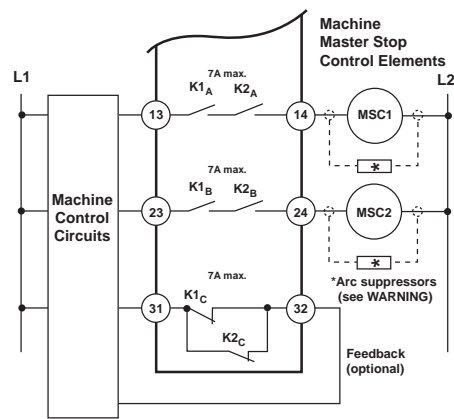 Machine
Master Stop
Control Elements
L1
L2
7A max.
K1A
K2A
13
14
MSC1
*
7A max.
Machine
Control
Circuits
K1B
K2B
23
24
MSC2
*
*Arc suppressors
(see WARNING)
7A max.
31
K1C
32
K2C
Feedback
(optional)